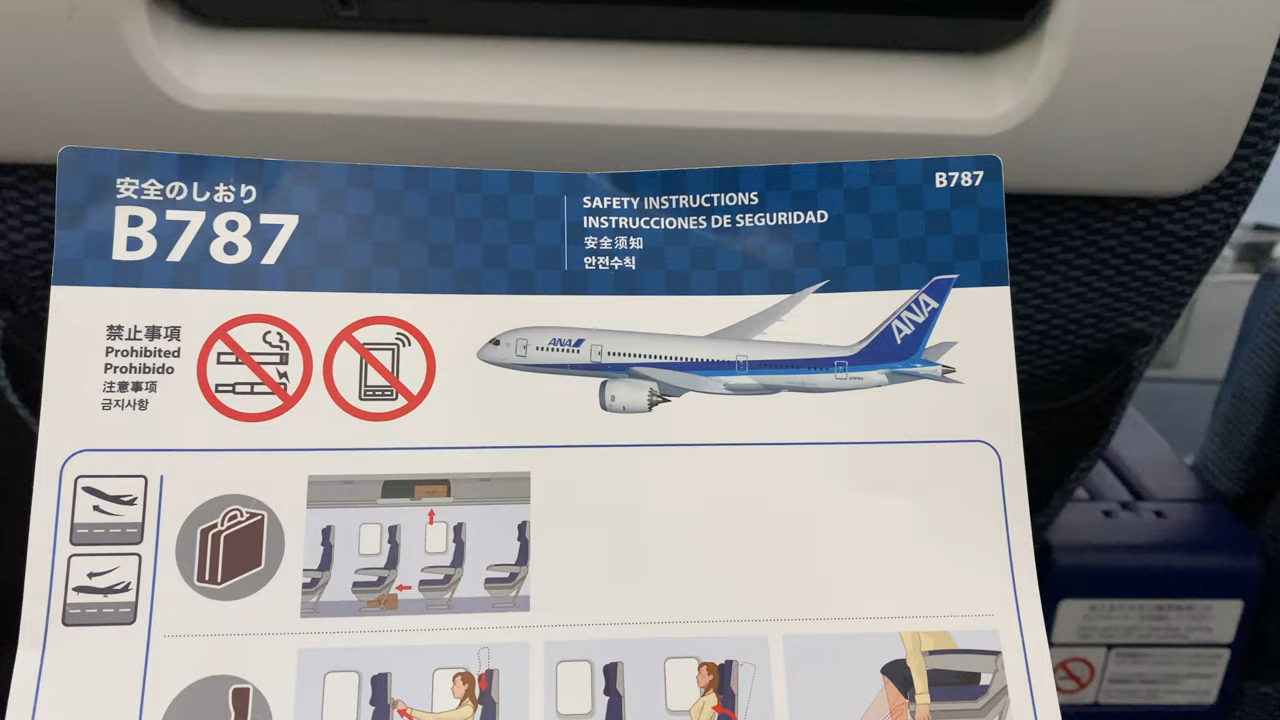 安全のしおり
B787
SAFETY INSTRUCTIONS
INSTRUCCIONES DE SEGURIDAD
安全须知
안전수칙
B787
禁止事項
Prohibited
Prohibido
注意事项
금지사항
ANA
ANA